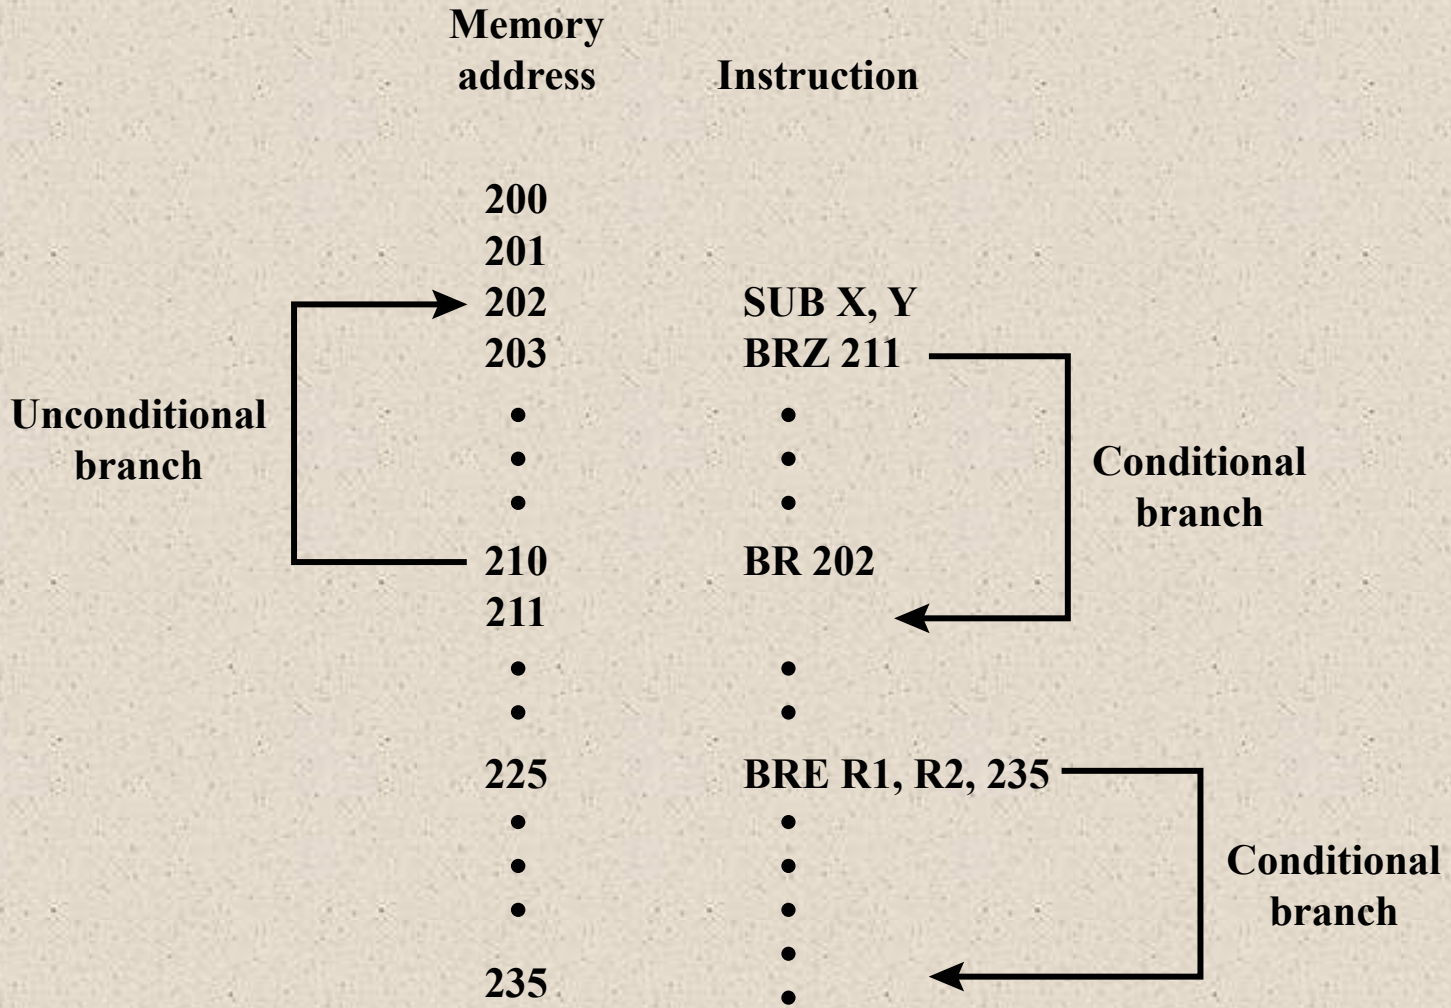 Memory
address Instruction
200
201
202 SUB X, Y
203 BRZ 211
Unconditional
branch
Conditional
branch
210 BR 202
211
225 BRE R1, R2, 235
Conditional
branch
235